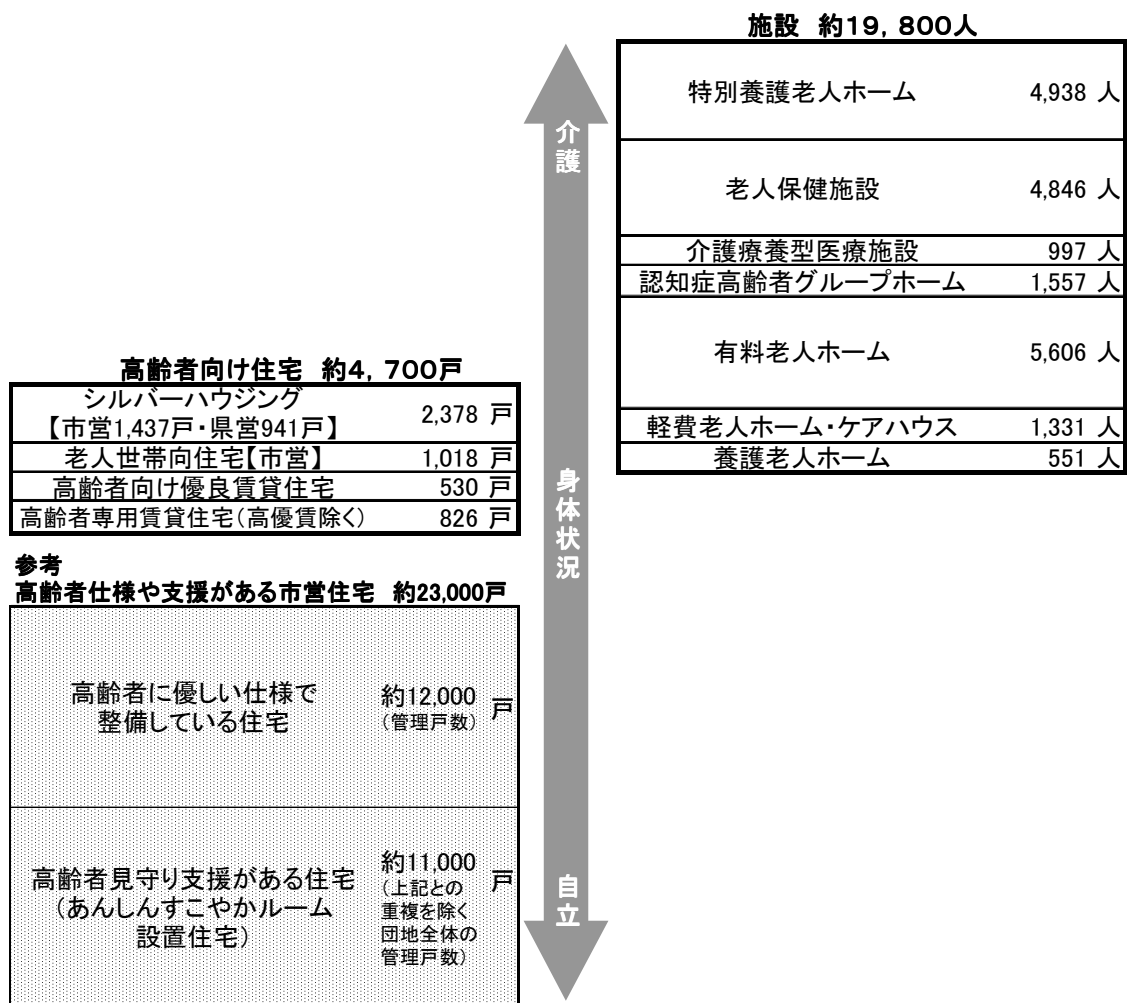 施設 約19,800人
特別養護老人ホーム 4,938 人
老人保健施設 4,846 人
介護療養型医療施設 997 人
認知症高齢者グループホーム 1,557 人
有料老人ホーム 5,606 人
軽費老人ホーム・ケアハウス 1,331 人
養護老人ホーム 551 人
介護
身体状況
自立
高齢者向け住宅 約4,700戸
シルバーハウジング
【市営1,437戸・県営941戸】 2,378 戸
老人世帯向住宅【市営】 1,018 戸
高齢者向け優良賃貸住宅 530 戸
高齢者専用賃貸住宅(高優賃除く) 826 戸
参考
高齢者仕様や支援がある市営住宅 約23,000戸
高齢者に優しい仕様で
整備している住宅
約12,000 戸
(管理戸数)
高齢者見守り支援がある住宅
(あんしんすこやかルーム
設置住宅)
約11,000 戸
(上記との
重複を除く
団地全体の
管理戸数)